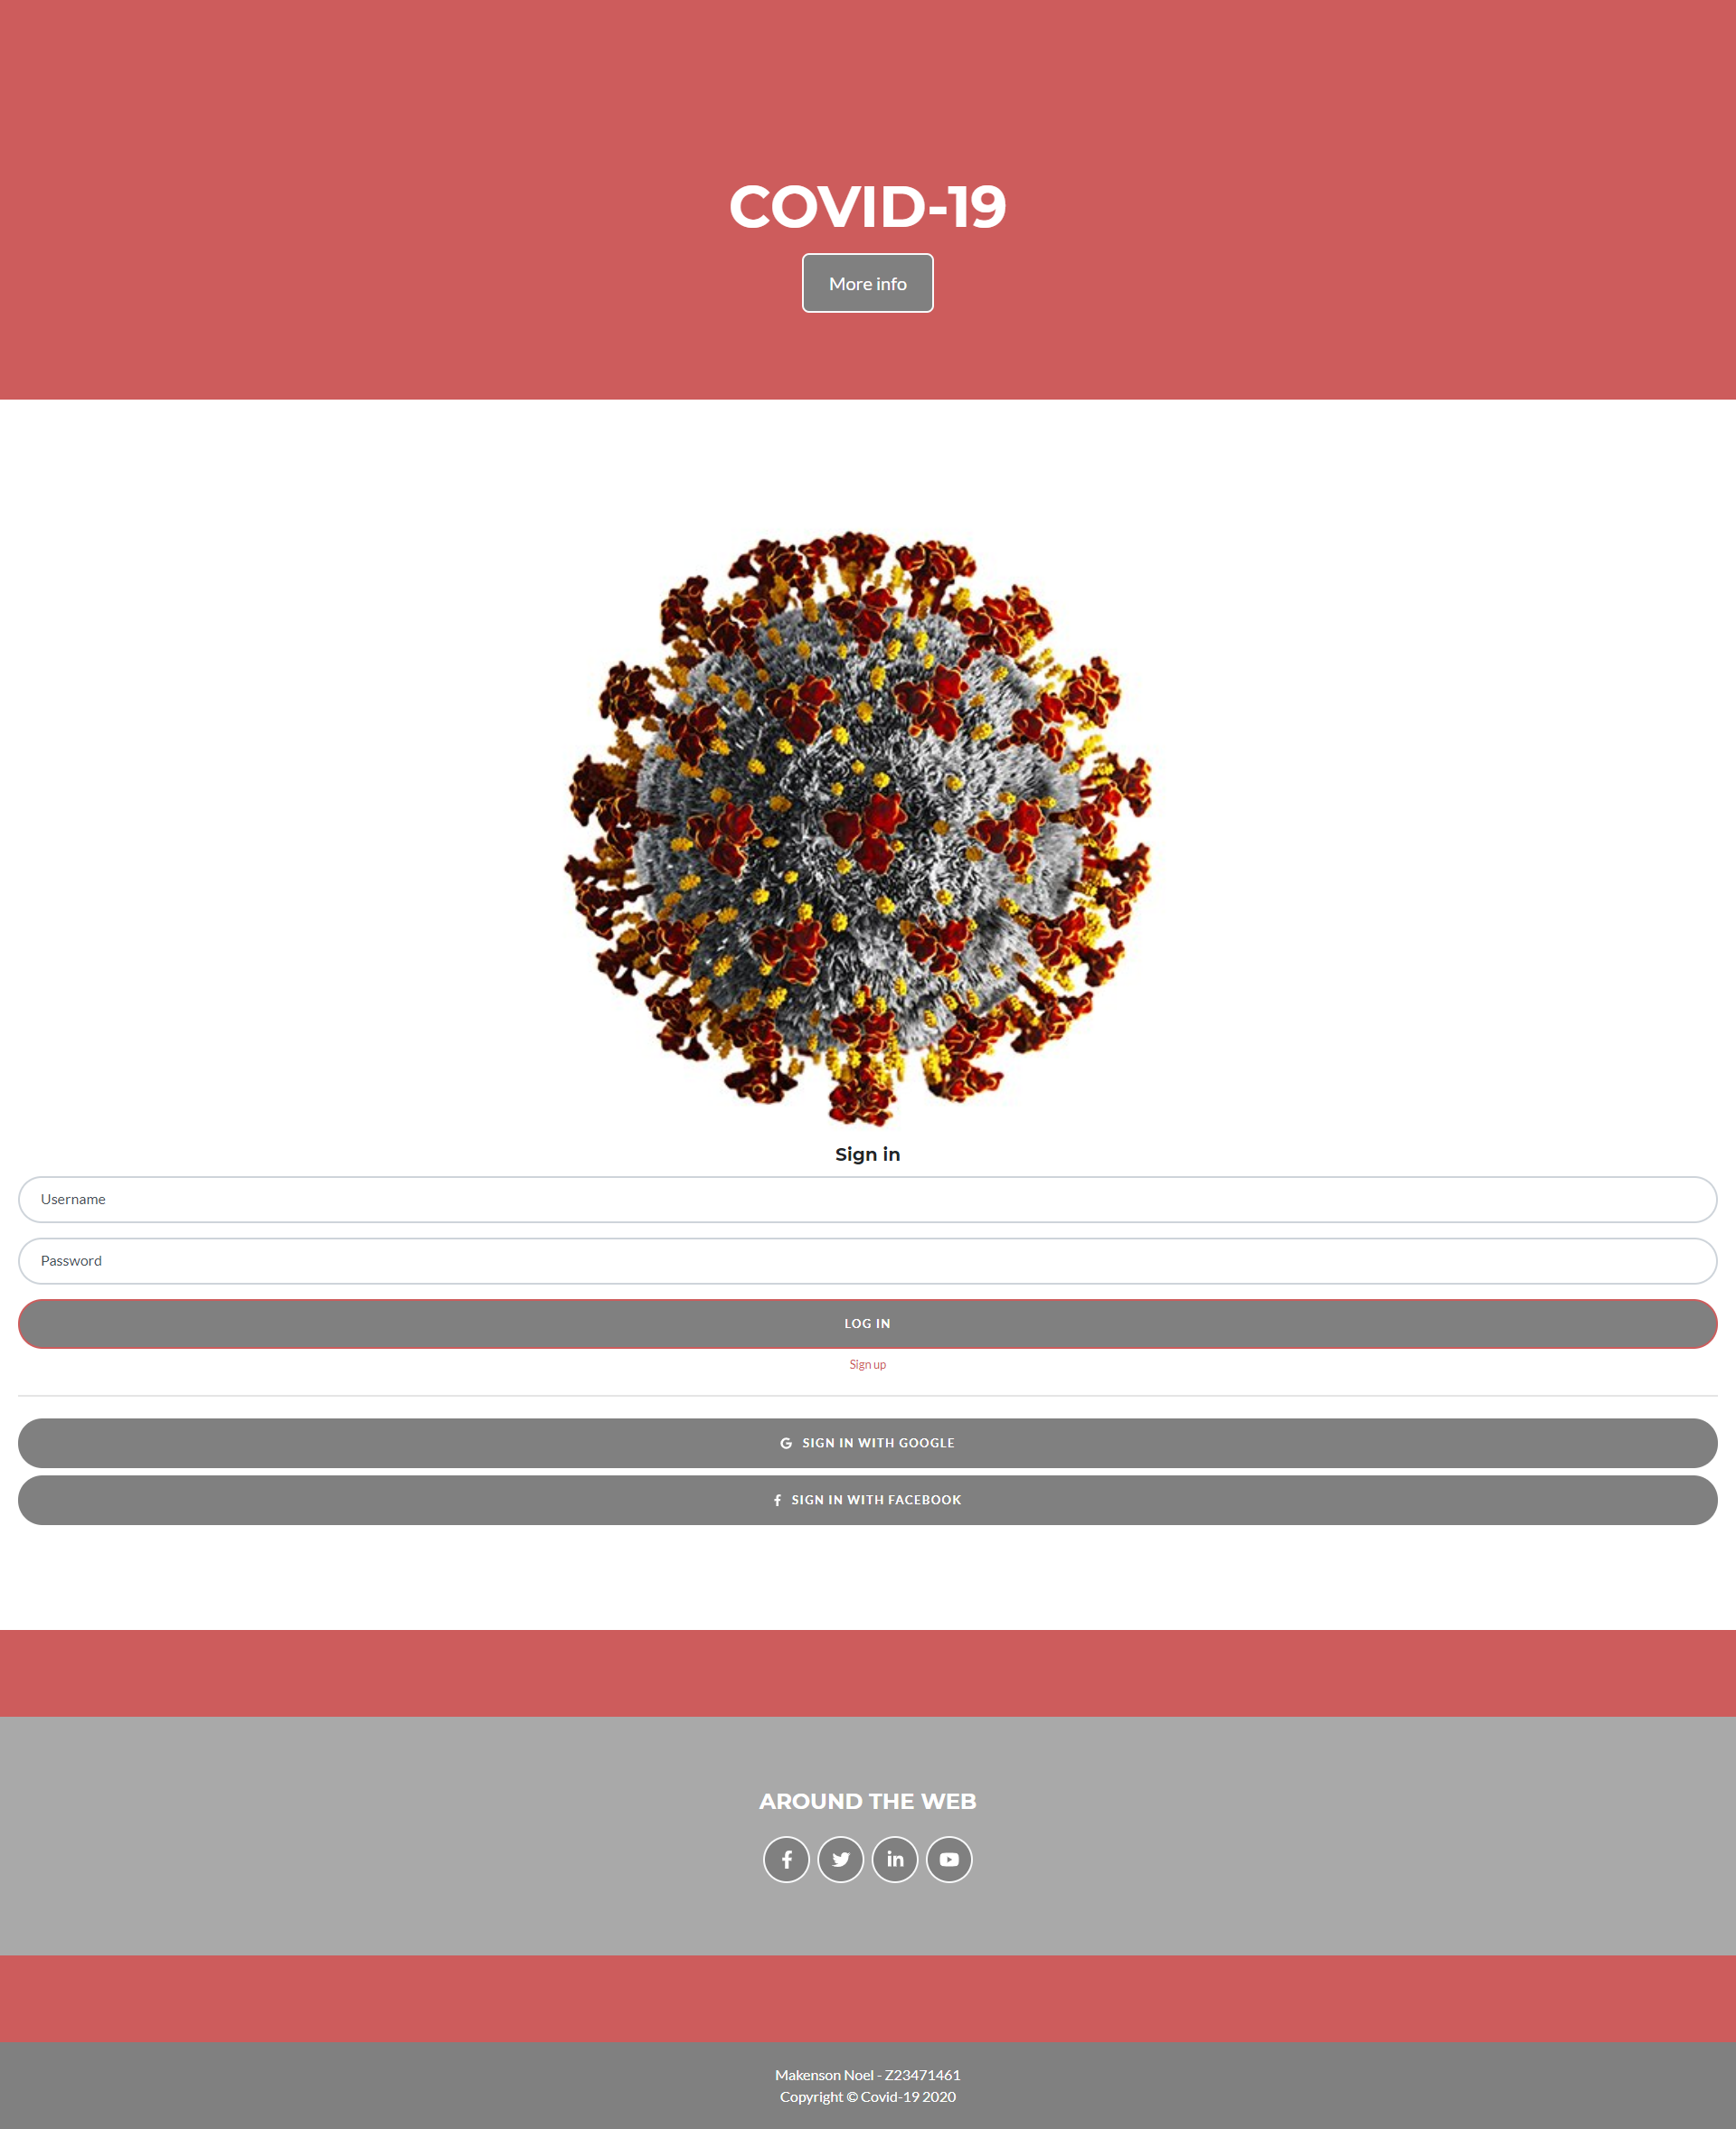 COVID-19
More info
Sign in
Username
Password
LOG IN
Sign up
SIGN IN WITH GOOGLE
SIGN IN WITH FACEBOOK
AROUND THE WEB
Makenson Noel - Z23471461
Copyright © Covid-19 2020